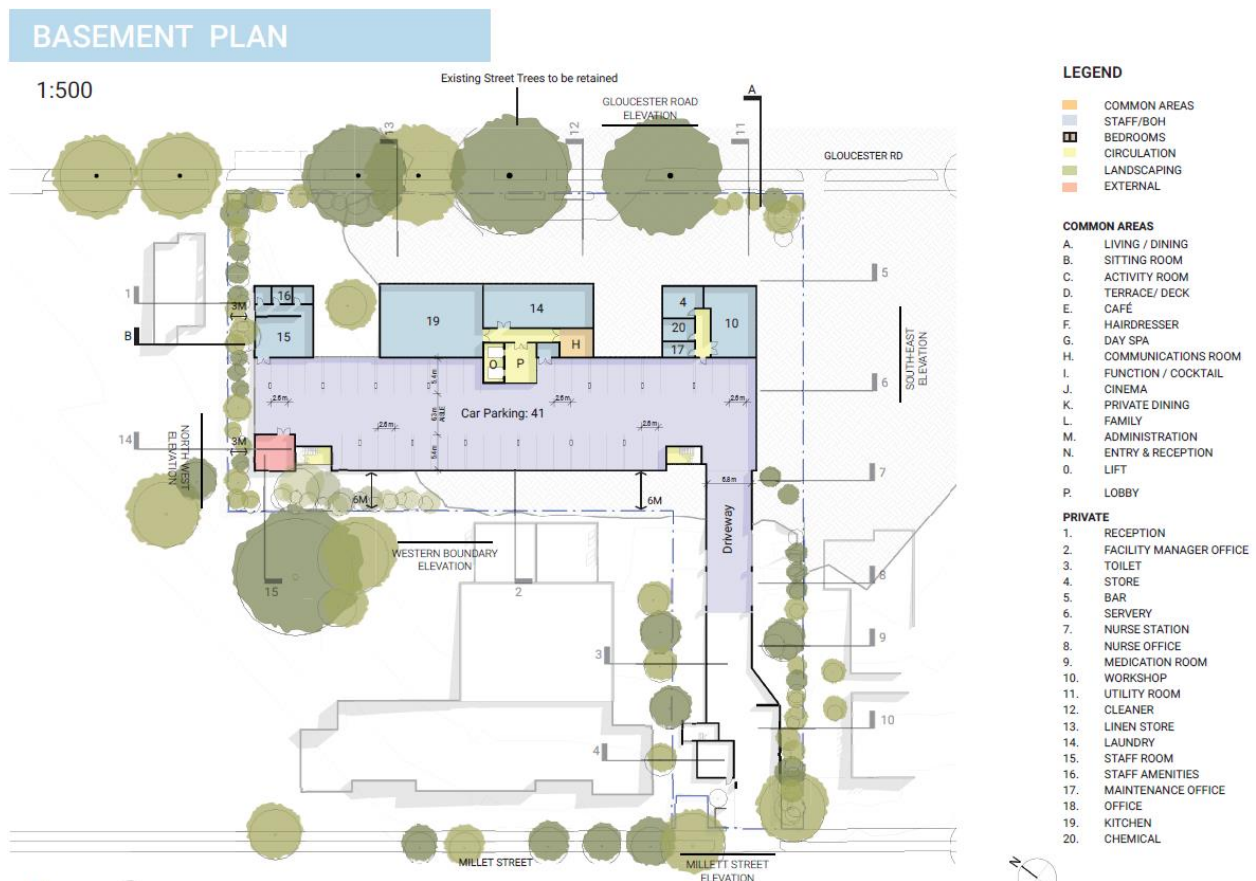 BASEMENT PLAN
1:500
Existing Street Trees to be retained
GLOUCESTER ROAD
ELEVATION
A
13
12
11
GLOUCESTER RD
1
3M
B
16
15
19
14
H
O
P
4
20
17
10
5
SOUTH-EAST
ELEVATION
6
5.4m
2.6m
6.3m
AISLE
Car Parking: 41
2.6m
2.6m
2.6m
2.6m
5.4m
14
3M
NORTH WEST
ELEVATION
6M
6M
6.8m
7
Driveway
WESTERN BOUNDARY
ELEVATION
15
2
8
3
9
4
10
MILLET STREET
MILLETT STREET
ELEVATION
N
LEGEND
COMMON AREAS
STAFF/BOH
BEDROOMS
CIRCULATION
LANDSCAPING
EXTERNAL
COMMON AREAS
A. LIVING / DINING
B. SITTING ROOM
C. ACTIVITY ROOM
D. TERRACE/ DECK
E. CAFÉ
F. HAIRDRESSER
G. DAY SPA
H. COMMUNICATIONS ROOM
I. FUNCTION / COCKTAIL
J. CINEMA
K. PRIVATE DINING
L. FAMILY
M. ADMINISTRATION
N. ENTRY & RECEPTION
0. LIFT
P. LOBBY
PRIVATE
1. RECEPTION
2. FACILITY MANAGER OFFICE
3. TOILET
4. STORE
5. BAR
6. SERVERY
7. NURSE STATION
8. NURSE OFFICE
9. MEDICATION ROOM
10. WORKSHOP
11. UTILITY ROOM
12. CLEANER
13. LINEN STORE
14. LAUNDRY
15. STAFF ROOM
16. STAFF AMENITIES
17. MAINTENANCE OFFICE
18. OFFICE
19. KITCHEN
20. CHEMICAL